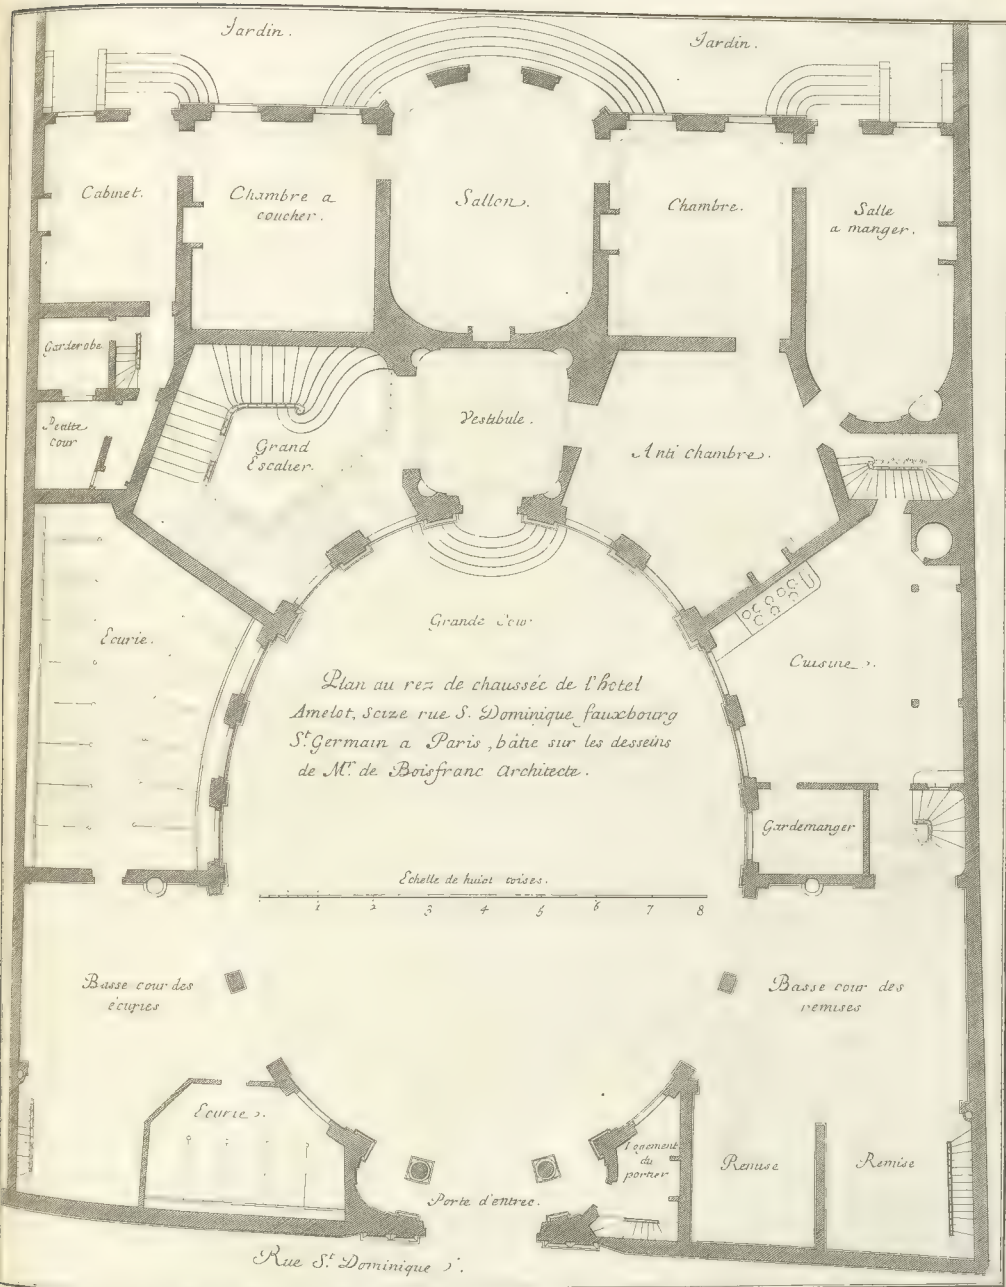 Jardin.
Jardin.
Cabinet.
Chambre a
coucher.
Sallon.
Chambre.
Salle
a manger.
Garderobe
Petitte
cour
Grand
Escalier.
Vestibule.
Anti chambre.
Ecurie.
Grande Cour
Cuisine.
Plan au rez de chaussée de l'hôtel
Amelot, scize rue S. Dominique fauxbourg
St. Germain a Paris, bâtie sur les desseins
de Mr. de Boisfranc Architecte.
Gardemanger
Echelle de huict toises.
1 2 3 4 5 6 7 8
Basse cour des
écuries
Basse cour des
remises
Ecurie.
Logement
du
portier
Remise
Remise
Porte d'entree.
Rue St. Dominique